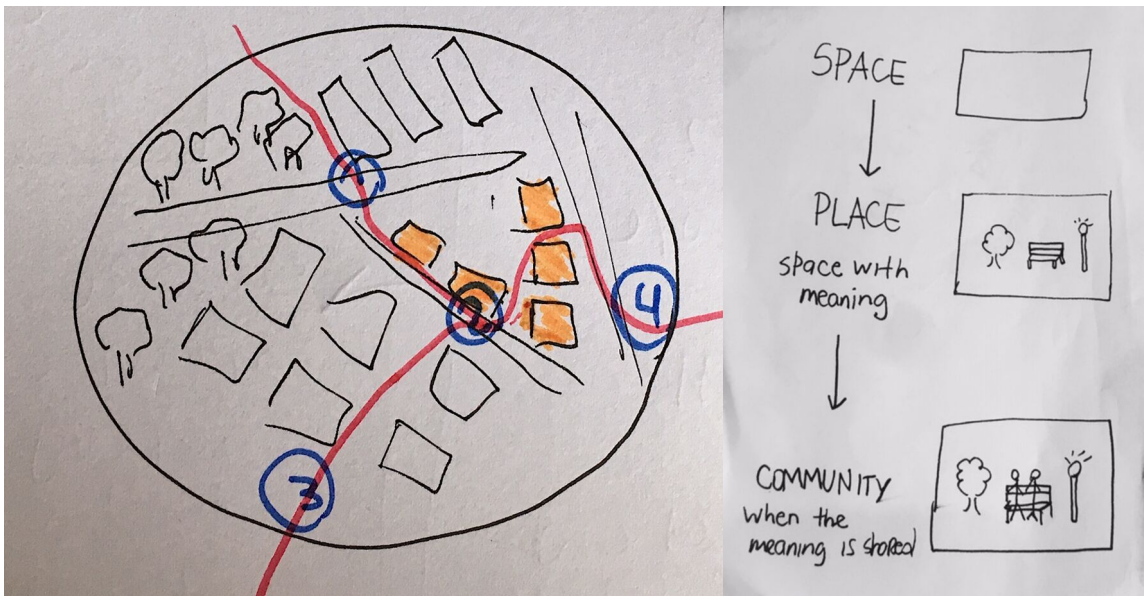 1
2
3
4
SPACE
PLACE
space with
meaning
COMMUNITY
when the
meaning is shared